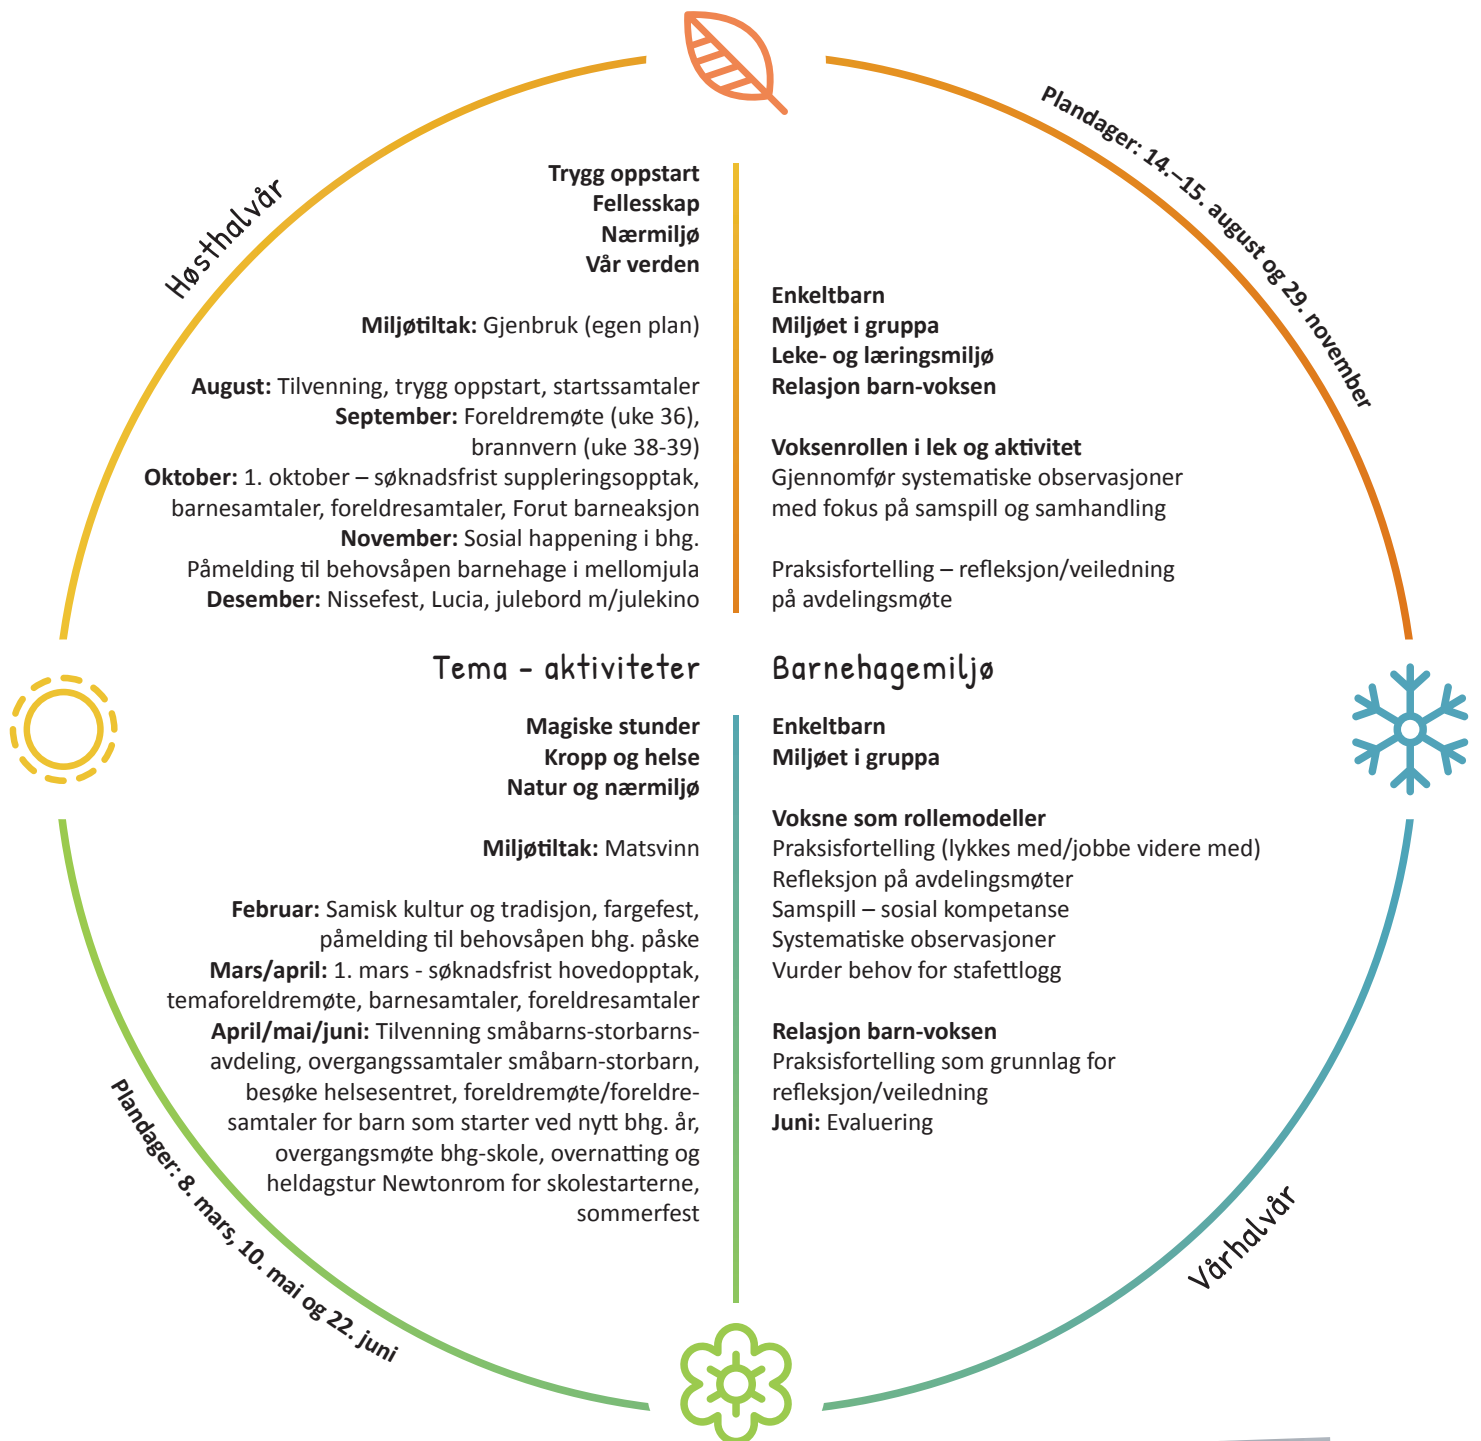 Høsthalvår
Plandager: 14.–15. august og 29. november
Trygg oppstart
Fellesskap
Nærmiljø
Vår verden
Miljøtiltak: Gjenbruk (egen plan)
August: Tilvenning, trygg oppstart, startssamtaler
September: Foreldremøte (uke 36),
brannvern (uke 38-39)
Oktober: 1. oktober – søknadsfrist suppleringsopptak,
barnesamtaler, foreldresamtaler, Forut barneaksjon
November: Sosial happening i bhg.
Påmelding til behovsåpen barnehage i mellomjula
Desember: Nissefest, Lucia, julebord m/julekino
Enkeltbarn
Miljøet i gruppa
Leke- og læringsmiljø
Relasjon barn-voksen
Voksenrollen i lek og aktivitet
Gjennomfør systematiske observasjoner
med fokus på samspill og samhandling
Praksisfortelling – refleksjon/veiledning
på avdelingsmøte
Tema - aktiviteter
Barnehagemiljø
Magiske stunder
Kropp og helse
Natur og nærmiljø
Miljøtiltak: Matsvinn
Februar: Samisk kultur og tradisjon, fargefest,
påmelding til behovsåpen bhg. påske
Mars/april: 1. mars - søknadsfrist hovedopptak,
temaforeldremøte, barnesamtaler, foreldresamtaler
April/mai/juni: Tilvenning småbarns-storbarns-
avdeling, overgangssamtaler småbarn-storbarn,
besøke helsesentret, foreldremøte/foreldre-
samtaler for barn som starter ved nytt bhg. år,
overgangsmøte bhg-skole, overnatting og
heldagstur Newtonrom for skolestarterne,
sommerfest
Enkeltbarn
Miljøet i gruppa
Voksne som rollemodeller
Praksisfortelling (lykkes med/jobbe videre med)
Refleksjon på avdelingsmøter
Samspill – sosial kompetanse
Systematiske observasjoner
Vurder behov for stafettlogg
Relasjon barn-voksen
Praksisfortelling som grunnlag for
refleksjon/veiledning
Juni: Evaluering
Plandager: 8. mars, 10. mai og 22. juni
Vårhalvår